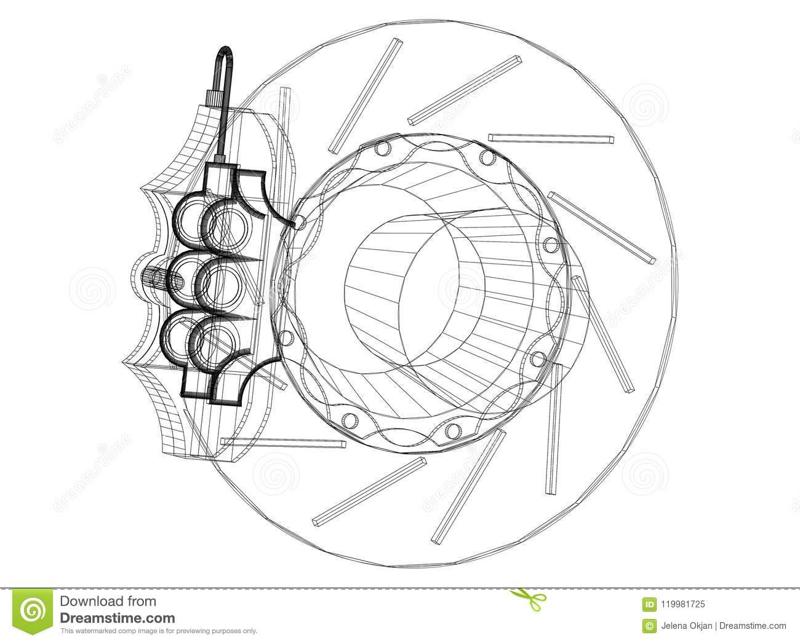 Download from
Dreamstime.com
This watermarked comp image is for previewing purposes only.
ID 119981725
© Jelena Okjan | Dreamstime.com